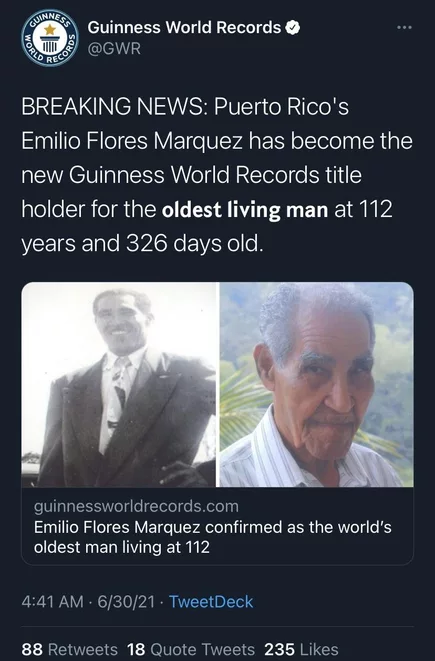 GUINNESS WORLD RECORDS
Guinness World Records
@GWR
BREAKING NEWS: Puerto Rico's
Emilio Flores Marquez has become the
new Guinness World Records title
holder for the oldest living man at 112
years and 326 days old.
guinnessworldrecords.com
Emilio Flores Marquez confirmed as the world's
oldest man living at 112
4:41 AM · 6/30/21 · TweetDeck
88 Retweets 18 Quote Tweets 235 Likes